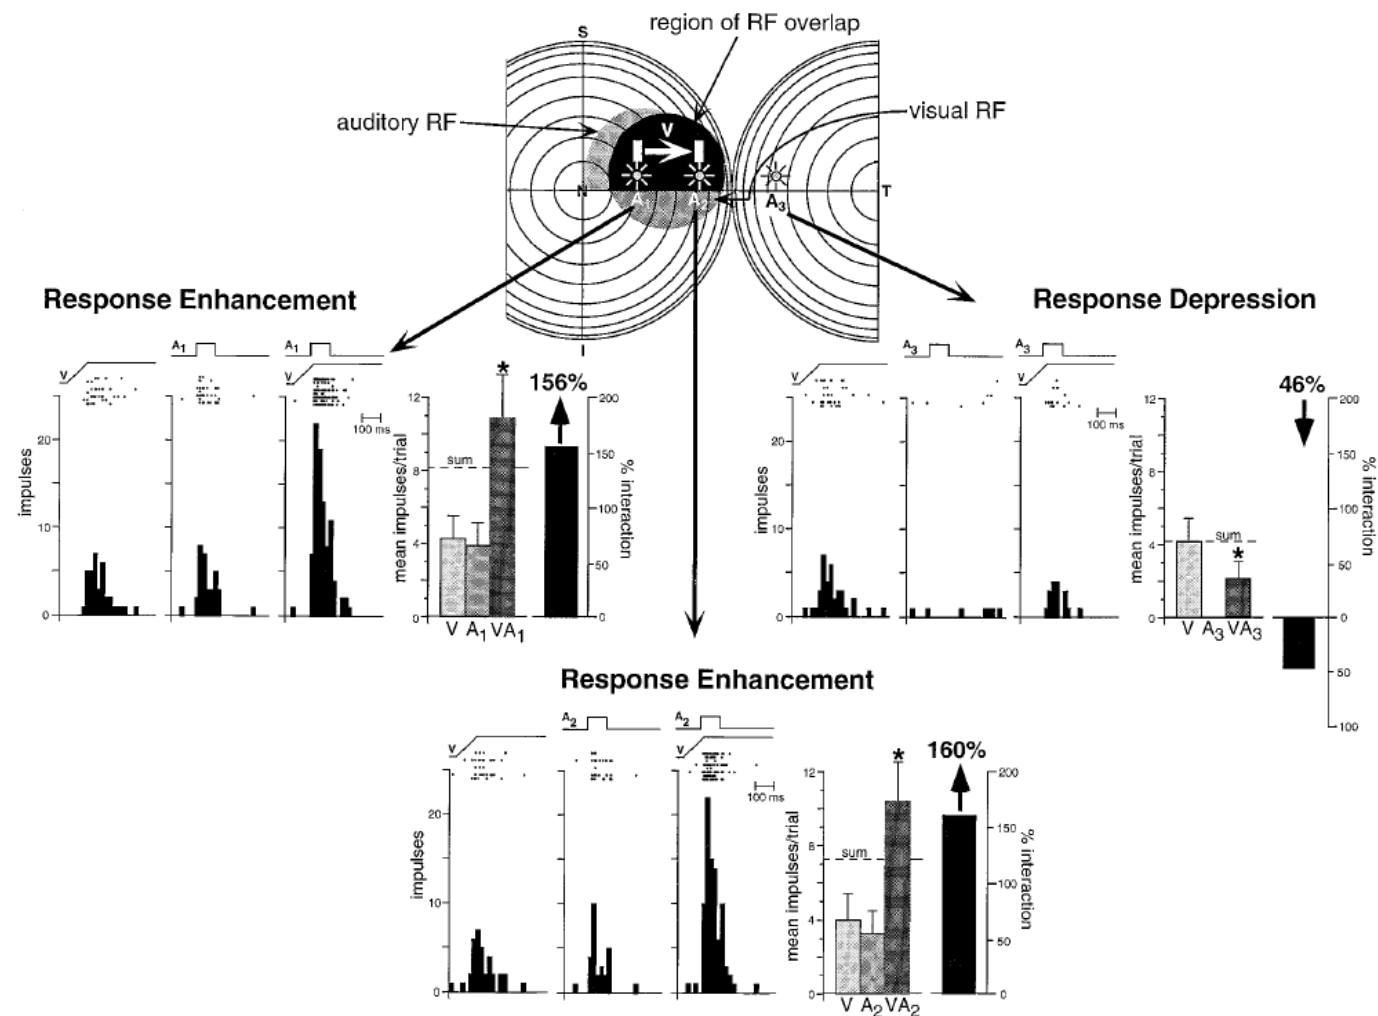 region of RF overlap
S
auditory RF
visual RF
V
N
A1
A2
A3
T
I
Response Enhancement
A1
A1
V
V
*
156%
100 ms
impulses
20
10
0
mean impulses/trial
12
8
4
0
sum
V A1 VA1
200
150
100
50
0
% interaction
Response Depression
A3
A3
V
V
46%
100 ms
impulses
20
10
0
mean impulses/trial
12
8
4
0
sum
*
V A3 VA3
200
150
100
50
0
50
100
% interaction
Response Enhancement
A2
A2
V
V
*
160%
100 ms
impulses
20
10
0
mean impulses/trial
12
8
4
0
sum
V A2 VA2
200
150
100
50
0
% interaction